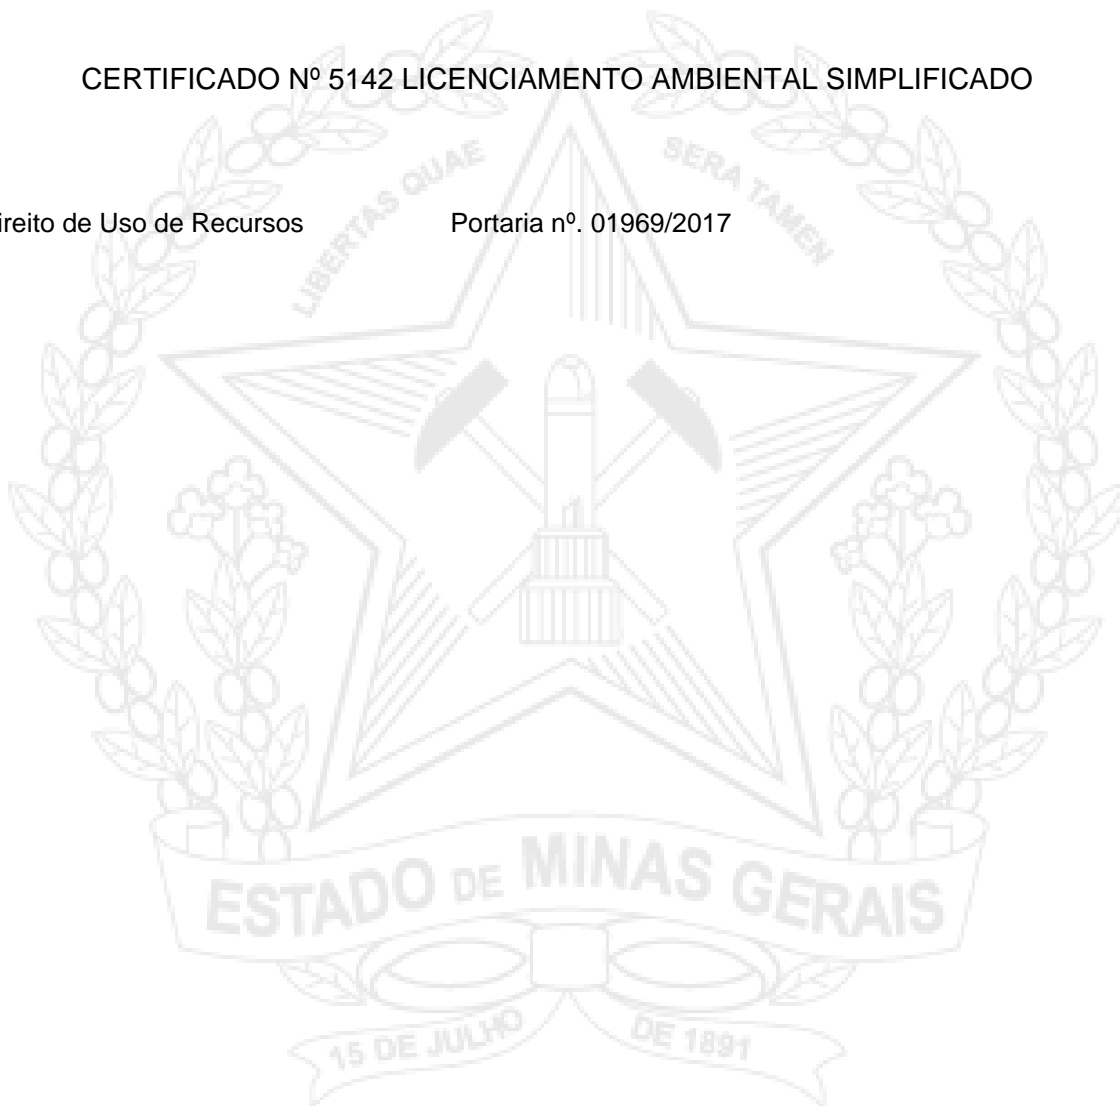 CERTIFICADO Nº 5142 LICENCIAMENTO AMBIENTAL SIMPLIFICADO
LIBERTAS QUAE SERA TAMEN
ireito de Uso de Recursos Portaria nº. 01969/2017
ESTADO DE MINAS GERAIS
15 DE JULHO DE 1891